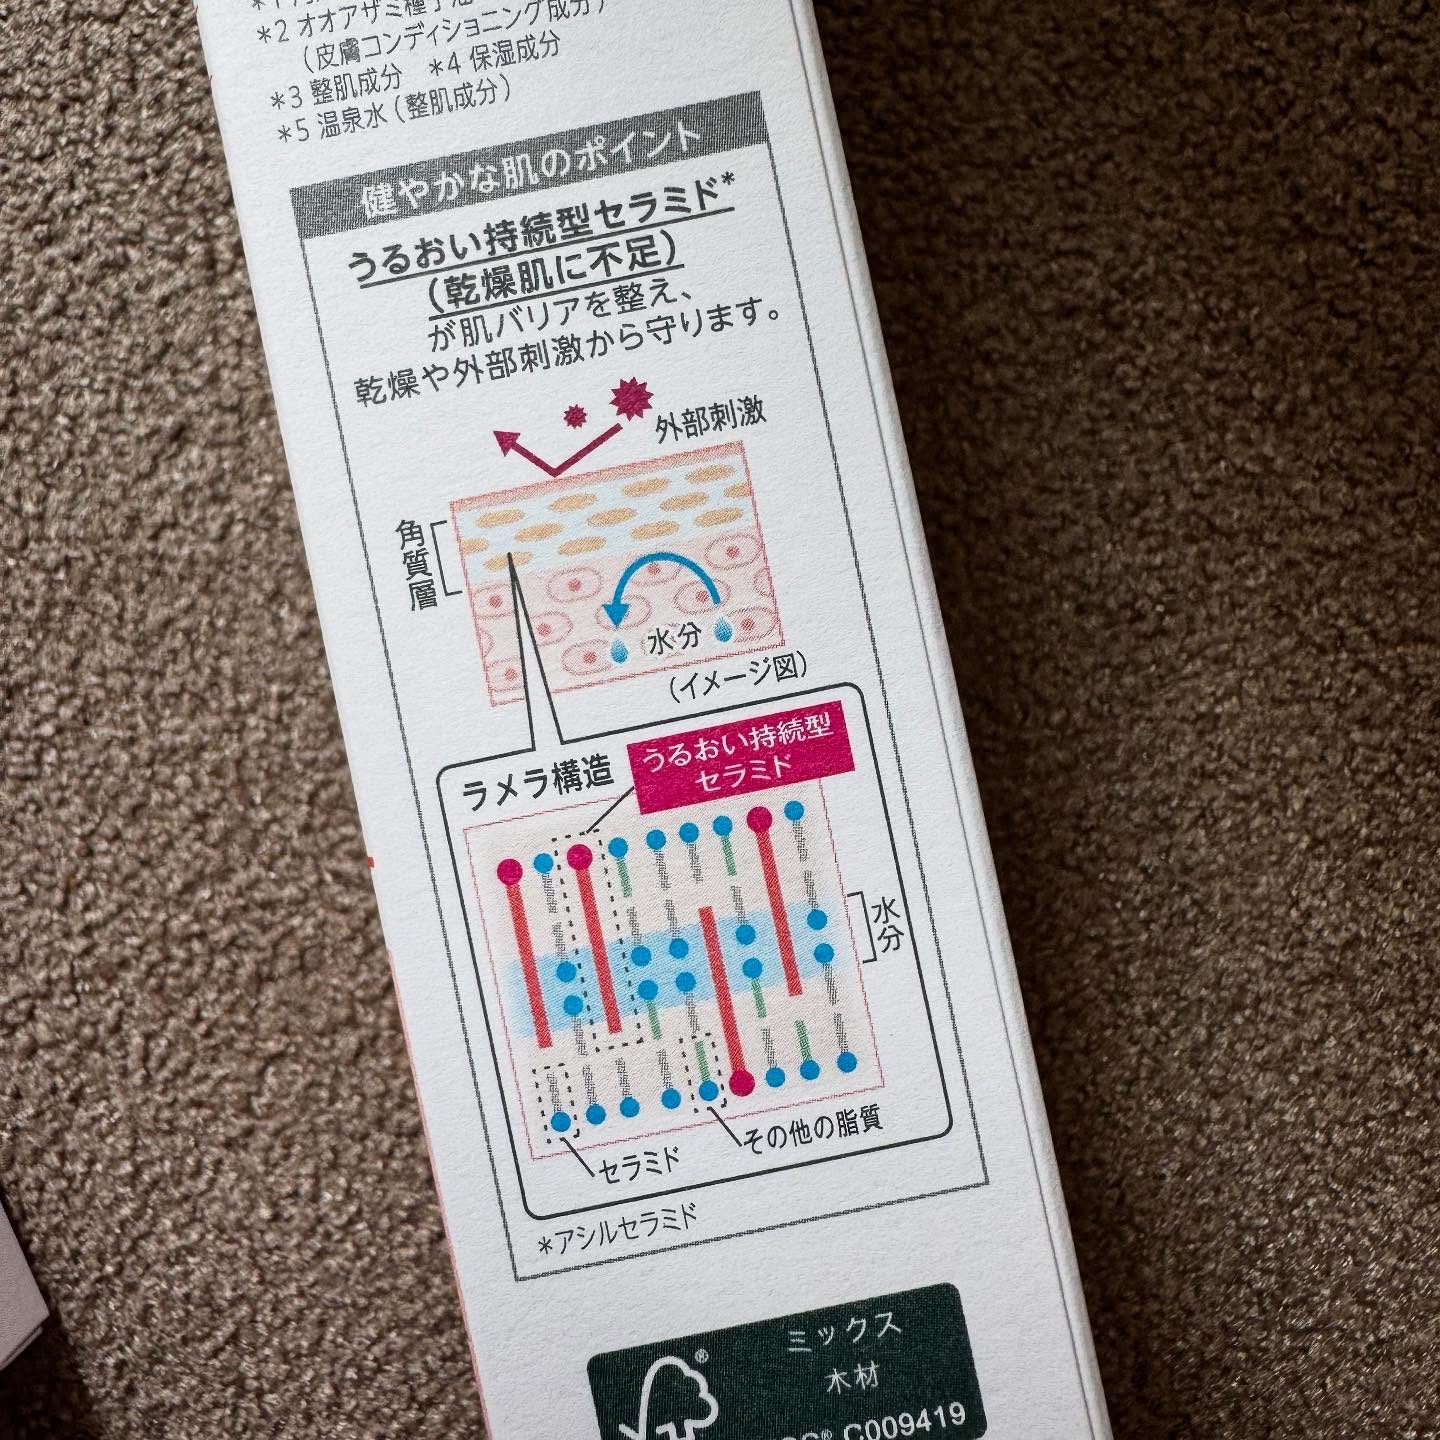 *2 オオアザミ種子油
(皮膚コンディショニング成分)
*3 整肌成分 *4 保湿成分
*5 温泉水(整肌成分)
健やかな肌のポイント
うるおい持続型セラミド*
(乾燥肌に不足)
が肌バリアを整え、
乾燥や外部刺激から守ります。
外部刺激
角質層
水分
(イメージ図)
ラメラ構造
うるおい持続型
セラミド
水分
その他の脂質
セラミド
*アシルセラミド
ミックス
木材
® C009419